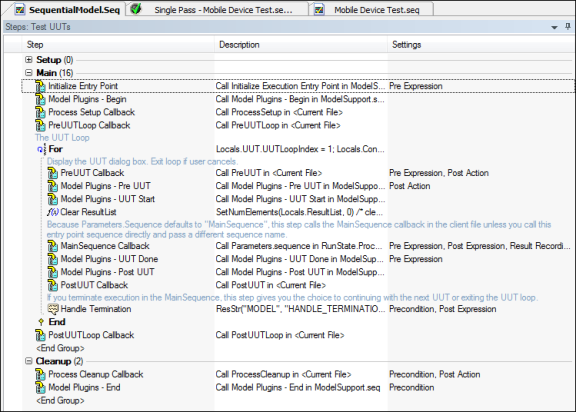 SequentialModel.Seq Single Pass - Mobile Device Test.se... Mobile Device Test.seq
Steps: Test UUTs
Step Description Settings
Setup (0)
Main (16)
Initialize Entry Point Call Initialize Execution Entry Point in ModelS... Pre Expression
Model Plugins - Begin Call Model Plugins - Begin in ModelSupport.s...
Process Setup Callback Call ProcessSetup in <Current File>
PreUUTLoop Callback Call PreUUTLoop in <Current File>
The UUT Loop
For Locals.UUT.UUTLoopIndex = 1; Locals.Con...
Display the UUT dialog box. Exit loop if user cancels.
PreUUT Callback Call PreUUT in <Current File> Pre Expression, Post Action
Model Plugins - Pre UUT Call Model Plugins - Pre UUT in ModelSuppor... Post Action
Model Plugins - UUT Start Call Model Plugins - UUT Start in ModelSupp...
f(x) Clear ResultList SetNumElements(Locals.ResultList, 0) /* cle...
Because Parameters.Sequence defaults to "MainSequence", this step calls the MainSequence callback in the client file unless you call this
entry point sequence directly and pass a different sequence name.
MainSequence Callback Call Parameters.sequence in RunState.Proc... Pre Expression, Post Expression, Result Recordi...
Model Plugins - UUT Done Call Model Plugins - UUT Done in ModelSupp... Pre Expression
Model Plugins - Post UUT Call Model Plugins - Post UUT in ModelSupp...
PostUUT Callback Call PostUUT in <Current File>
If you terminate execution in the MainSequence, this step gives you the choice to continuing with the next UUT or exiting the UUT loop.
Handle Termination ResStr("MODEL", "HANDLE_TERMINATIO... Precondition, Post Expression
End
PostUUTLoop Callback Call PostUUTLoop in <Current File>
<End Group>
Cleanup (2)
Process Cleanup Callback Call ProcessCleanup in <Current File> Precondition, Post Action
Model Plugins - End Call Model Plugins - End in ModelSupport.seq Precondition
<End Group>